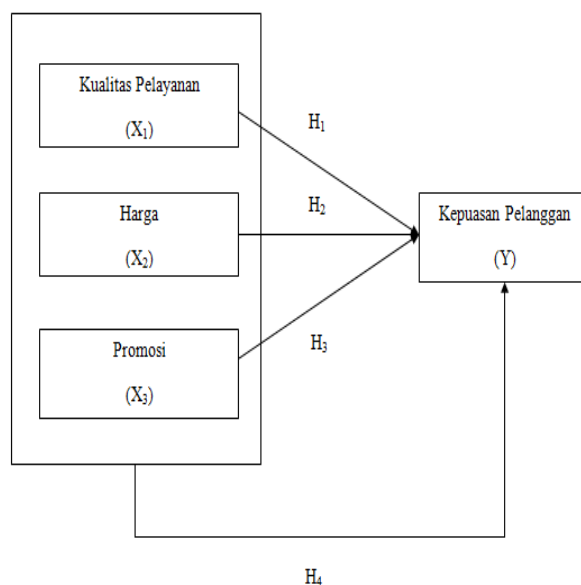 Kualitas Pelayanan
(X₁)
H₁
Harga
(X₂)
H₂
Kepuasan Pelanggan
(Y)
Promosi
(X₃)
H₃
H₄